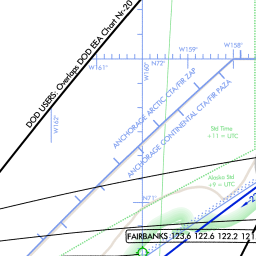 DOD USERS: Overlaps DOD EEA Chart Nr.20
W161°
W160°
W159°
W158°
N72°
W162°
ANCHORAGE ARCTIC CTA/FIR ZAP
ANCHORAGE CONTINENTAL CTA/FIR PAZA
Std Time
+11 = UTC
Alaska Std
+9 = UTC
N71°
FAIRBANKS 123.6 122.6 122.2 121